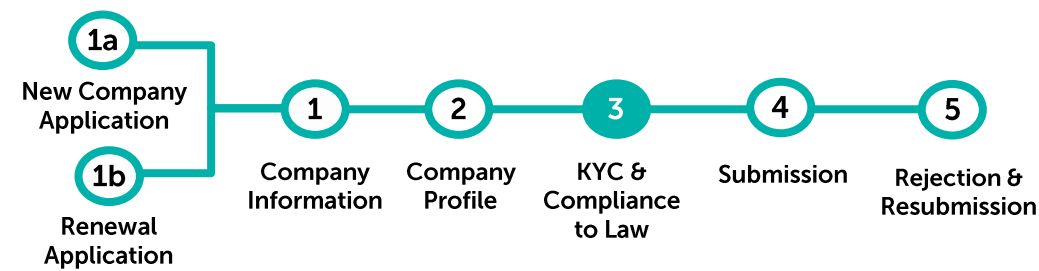 1a
New Company
Application
1b
Renewal
Application
1
Company
Information
2
Company
Profile
3
KYC &
Compliance
to Law
4
Submission
5
Rejection &
Resubmission